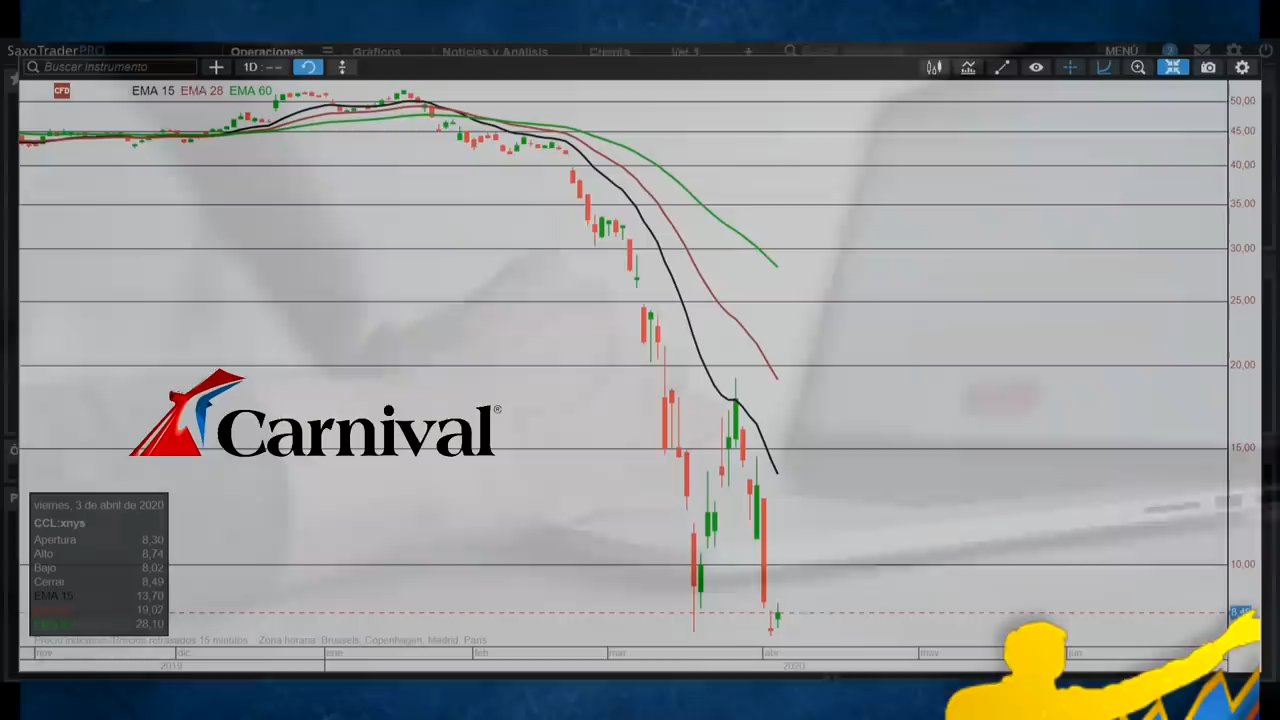 SaxoTraderPRO Operaciones Gráficos Noticias y Análisis Cuenta MENÚ 2
Buscar instrumento 1D
CFD EMA 15 EMA 28 EMA 60
50,00
45,00
40,00
35,00
30,00
25,00
20,00
15,00
10,00
Carnival®
viernes, 3 de abril de 2020
CCL:xnys
Apertura 8,30
Alto 8,74
Bajo 8,02
Cerrar 8,49
EMA 15 13,70
19,02
28,10
15 minutos Zona horaria: Brussels, Copenhagen, Madrid, Paris
nov dic ene feb mar abr may jun
2019 2020